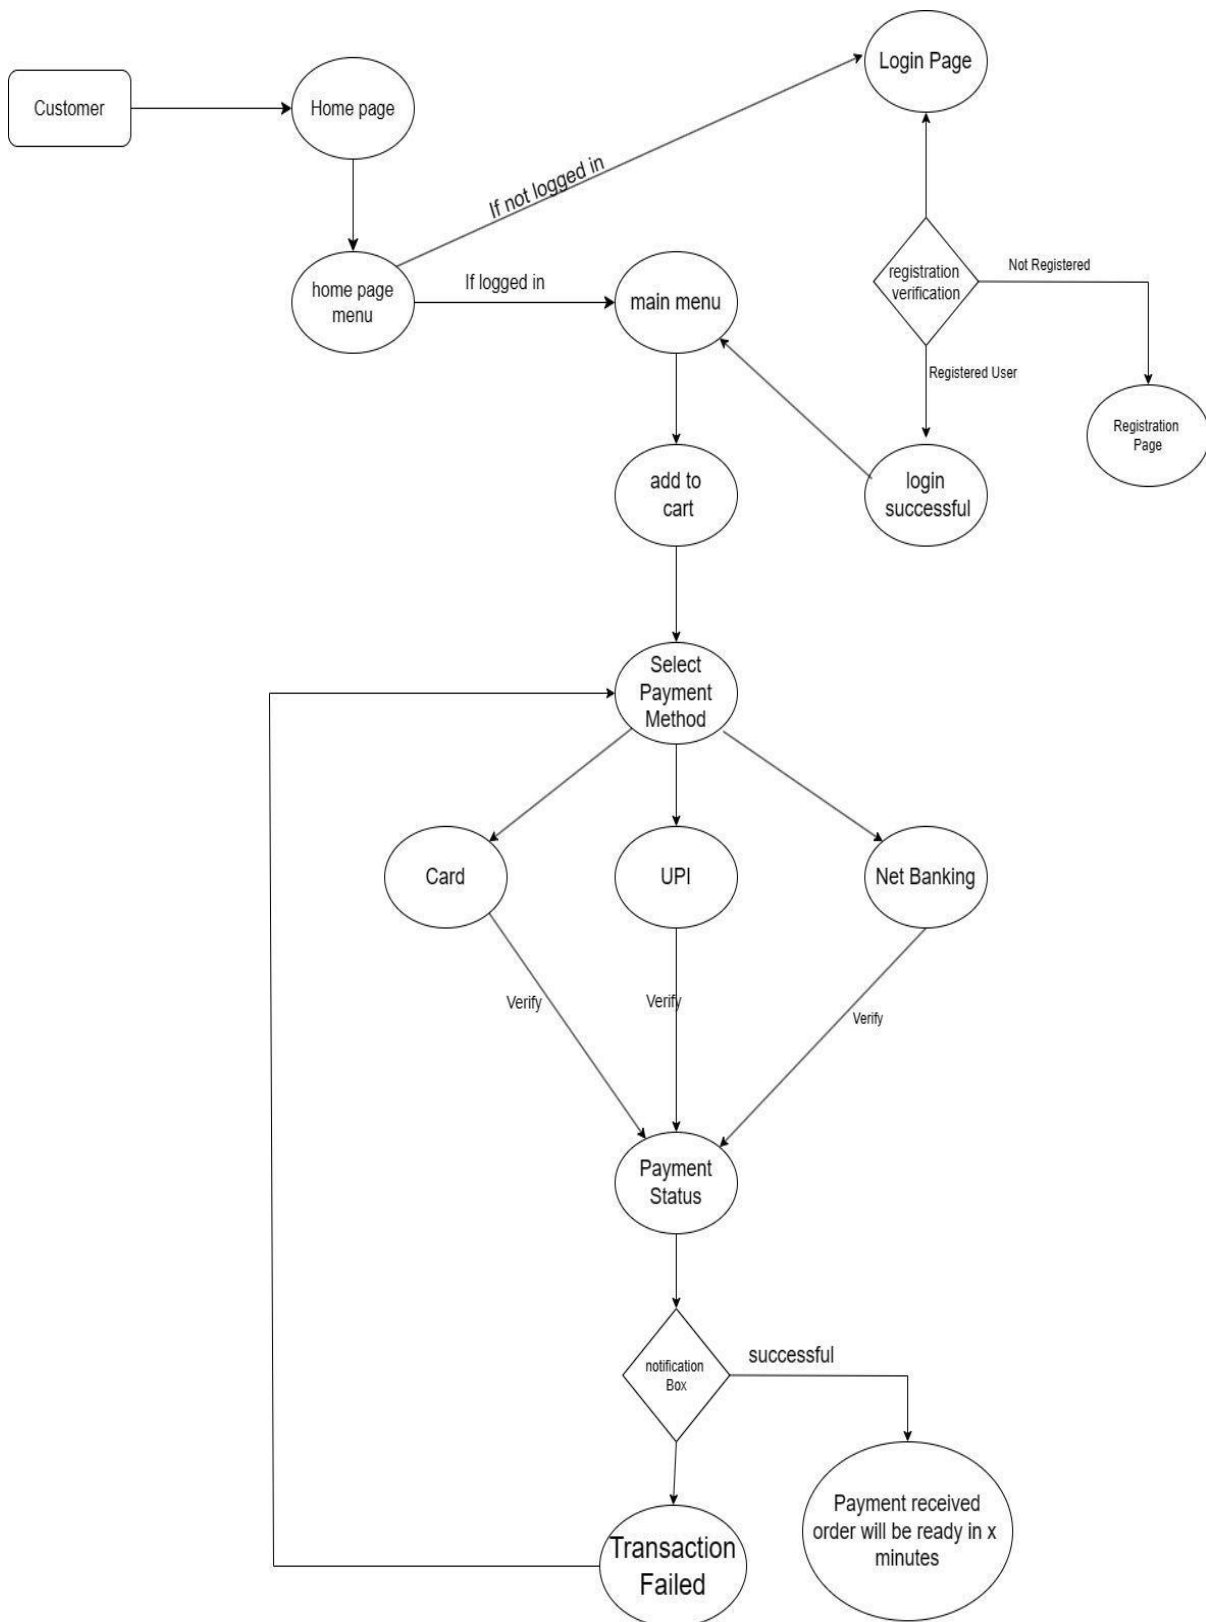 Login Page
Customer
Home page
If not logged in
registration
verification
Not Registered
home page
menu
If logged in
main menu
Registered User
Registration
Page
add to
cart
login
successful
Select
Payment
Method
Card
UPI
Net Banking
Verify
Verify
Verify
Payment
Status
notification
Box
successful
Payment received
order will be ready in x
minutes
Transaction
Failed